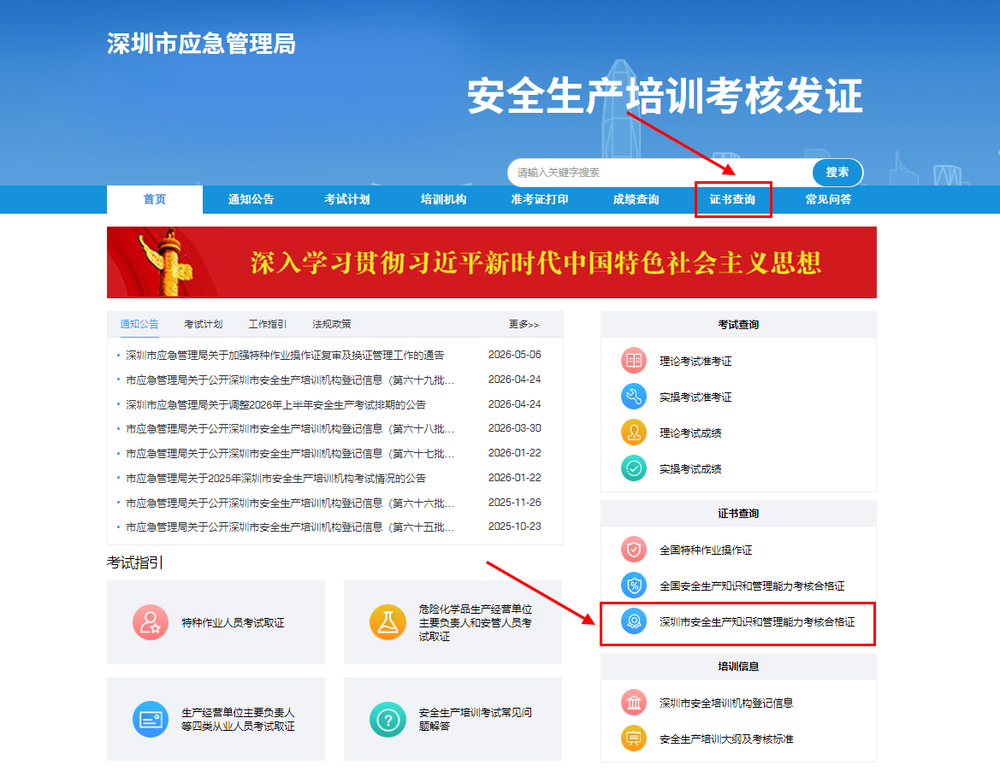 深圳市应急管理局
安全生产培训考核发证
请输入关键字搜索
搜索
首页
通知公告
考试计划
培训机构
准考证打印
成绩查询
证书查询
常见问答
深入学习贯彻习近平新时代中国特色社会主义思想
通知公告
考试计划
工作指引
法规政策
更多>>
深圳市应急管理局关于加强特种作业操作证复审及换证管理工作的通告 2026-05-06
市应急管理局关于公开深圳市安全生产培训机构登记信息（第六十九批... 2026-04-24
深圳市应急管理局关于调整2026年上半年安全生产考试排期的公告 2026-04-24
市应急管理局关于公开深圳市安全生产培训机构登记信息（第六十八批... 2026-03-30
市应急管理局关于公开深圳市安全生产培训机构登记信息（第六十七批... 2026-01-22
市应急管理局关于2025年深圳市安全生产培训机构考试情况的公告 2026-01-22
市应急管理局关于公开深圳市安全生产培训机构登记信息（第六十六批... 2025-11-26
市应急管理局关于公开深圳市安全生产培训机构登记信息（第六十五批... 2025-10-23
考试指引
特种作业人员考试取证
危险化学品生产经营单位
主要负责人和安管人员考
试取证
生产经营单位主要负责人
等四类从业人员考试取证
安全生产培训考试常见问
题解答
考试查询
理论考试准考证
实操考试准考证
理论考试成绩
实操考试成绩
证书查询
全国特种作业操作证
全国安全生产知识和管理能力考核合格证
深圳市安全生产知识和管理能力考核合格证
培训信息
深圳市安全培训机构登记信息
安全生产培训大纲及考核标准